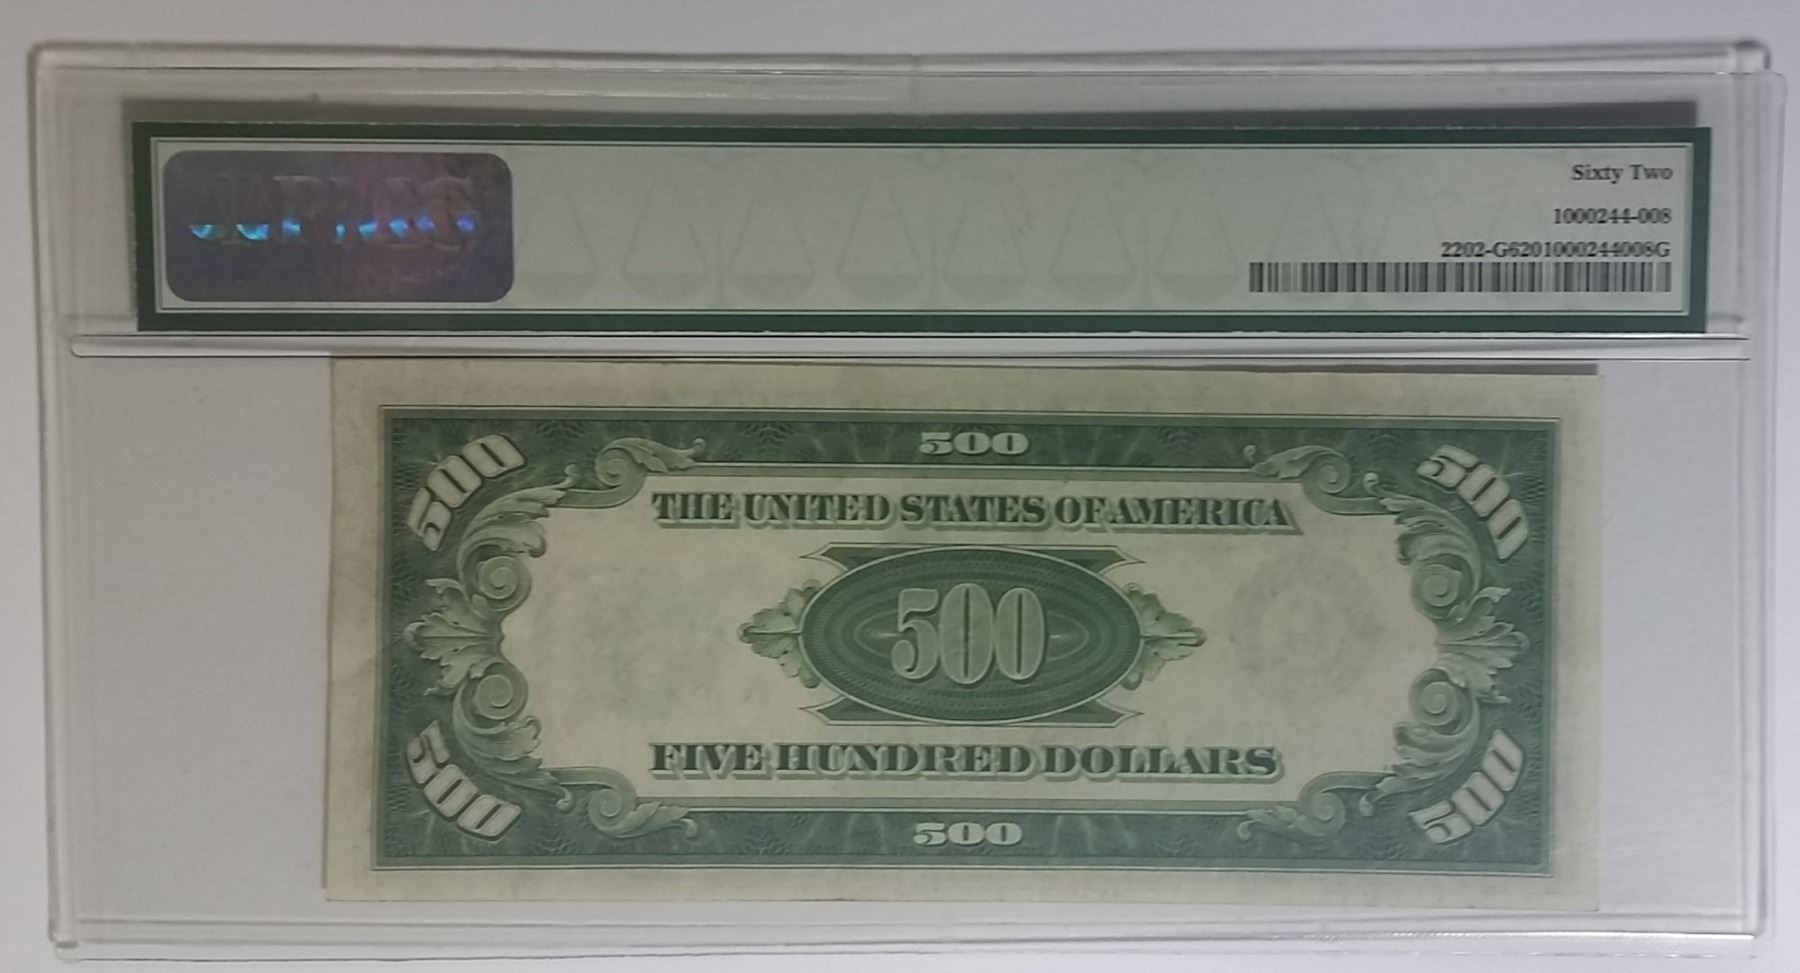 PMG
Sixty Two
1000244-008
2202-G6201000244008G
500
500
500
THE UNITED STATES OF AMERICA
500
FIVE HUNDRED DOLLARS
500
500
500